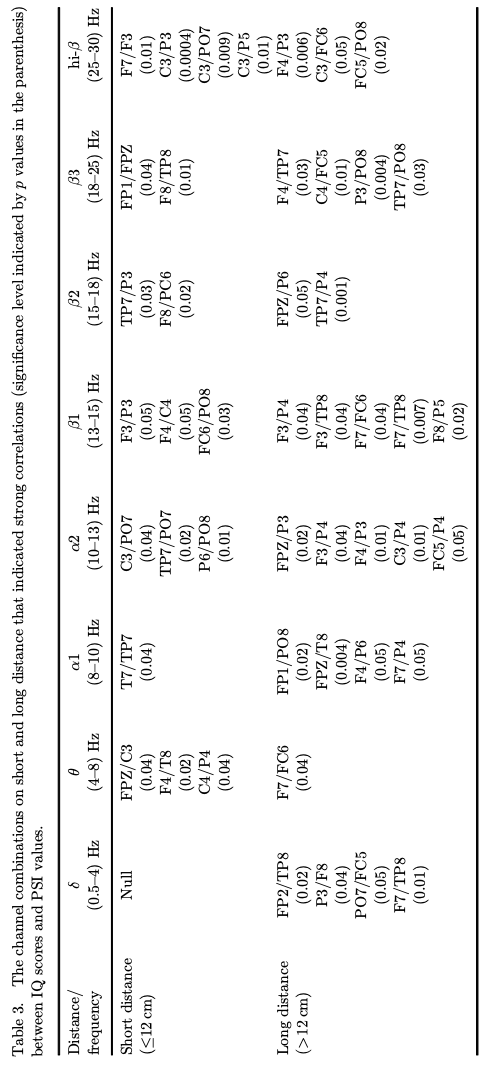 Table 3. The channel combinations on short and long distance that indicated strong correlations (significance level indicated by p values in the parenthesis)
between IQ scores and PSI values.
Distance/ δ θ α1 α2 β1 β2 β3 hi-β
frequency (0.5–4) Hz (4–8) Hz (8–10) Hz (10–13) Hz (13–15) Hz (15–18) Hz (18–25) Hz (25–30) Hz
Short distance Null FPZ/C3 T7/TP7 C3/PO7 F3/P3 TP7/P3 FP1/FPZ F7/F3
(≤12 cm) (0.04) (0.04) (0.04) (0.05) (0.03) (0.04) (0.01)
F4/T8 TP7/PO7 F4/C4 F8/PC6 F8/TP8 C3/P3
(0.02) (0.02) (0.05) (0.02) (0.01) (0.0004)
C4/P4 P6/PO8 FC6/PO8 C3/PO7
(0.04) (0.01) (0.03) (0.009)
C3/P5
(0.01)
Long distance FP2/TP8 F7/FC6 FP1/PO8 FPZ/P3 F3/P4 FPZ/P6 F4/TP7 F4/P3
(>12 cm) (0.02) (0.04) (0.02) (0.02) (0.04) (0.05) (0.03) (0.006)
P3/F8 FPZ/T8 F3/P4 F3/TP8 TP7/P4 C4/FC5 C3/FC6
(0.04) (0.004) (0.04) (0.04) (0.001) (0.01) (0.05)
PO7/FC5 F4/P6 F4/P3 F7/FC6 P3/PO8 FC5/PO8
(0.05) (0.05) (0.01) (0.04) (0.004) (0.02)
F7/TP8 F7/P4 C3/P4 F7/TP8 TP7/PO8
(0.01) (0.05) (0.01) (0.007) (0.03)
FC5/P4 F8/P5
(0.05) (0.02)